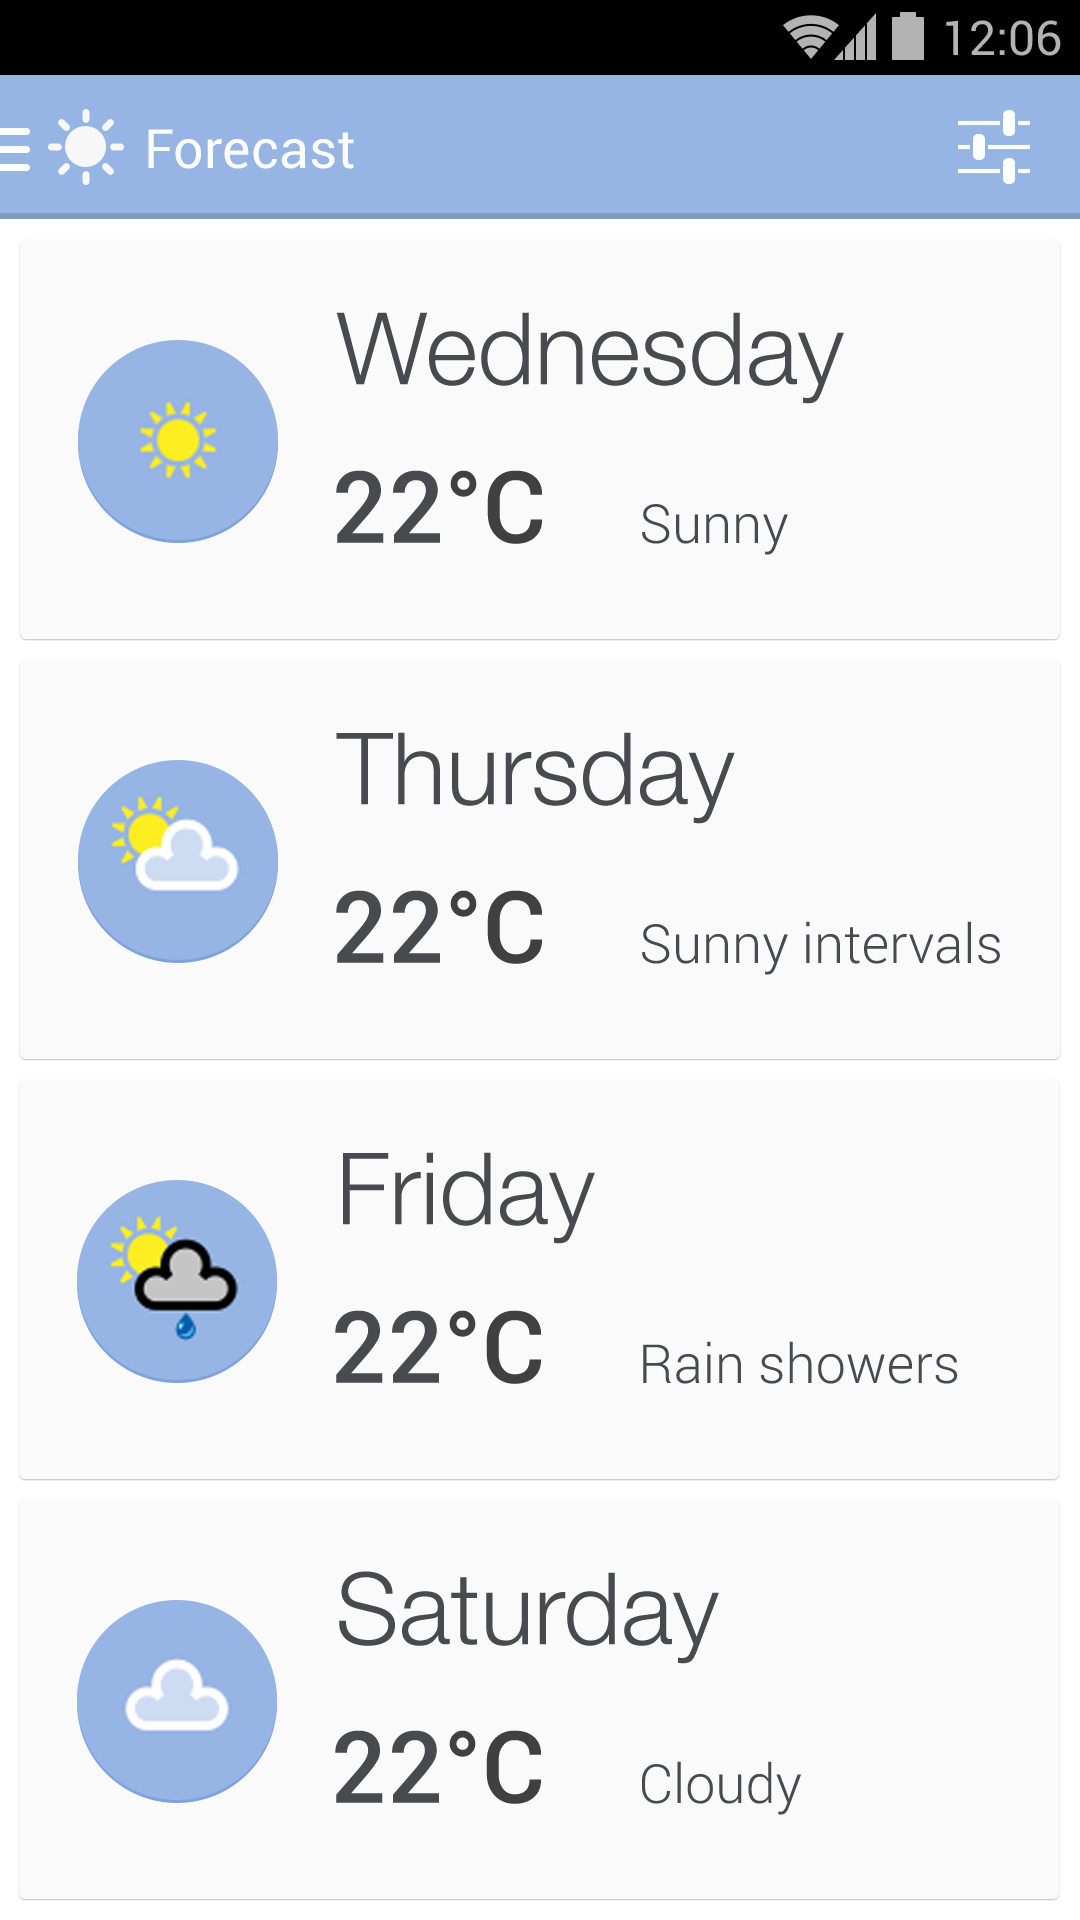 12:06
Forecast
Wednesday
22°C Sunny
Thursday
22°C Sunny intervals
Friday
22°C Rain showers
Saturday
22°C Cloudy